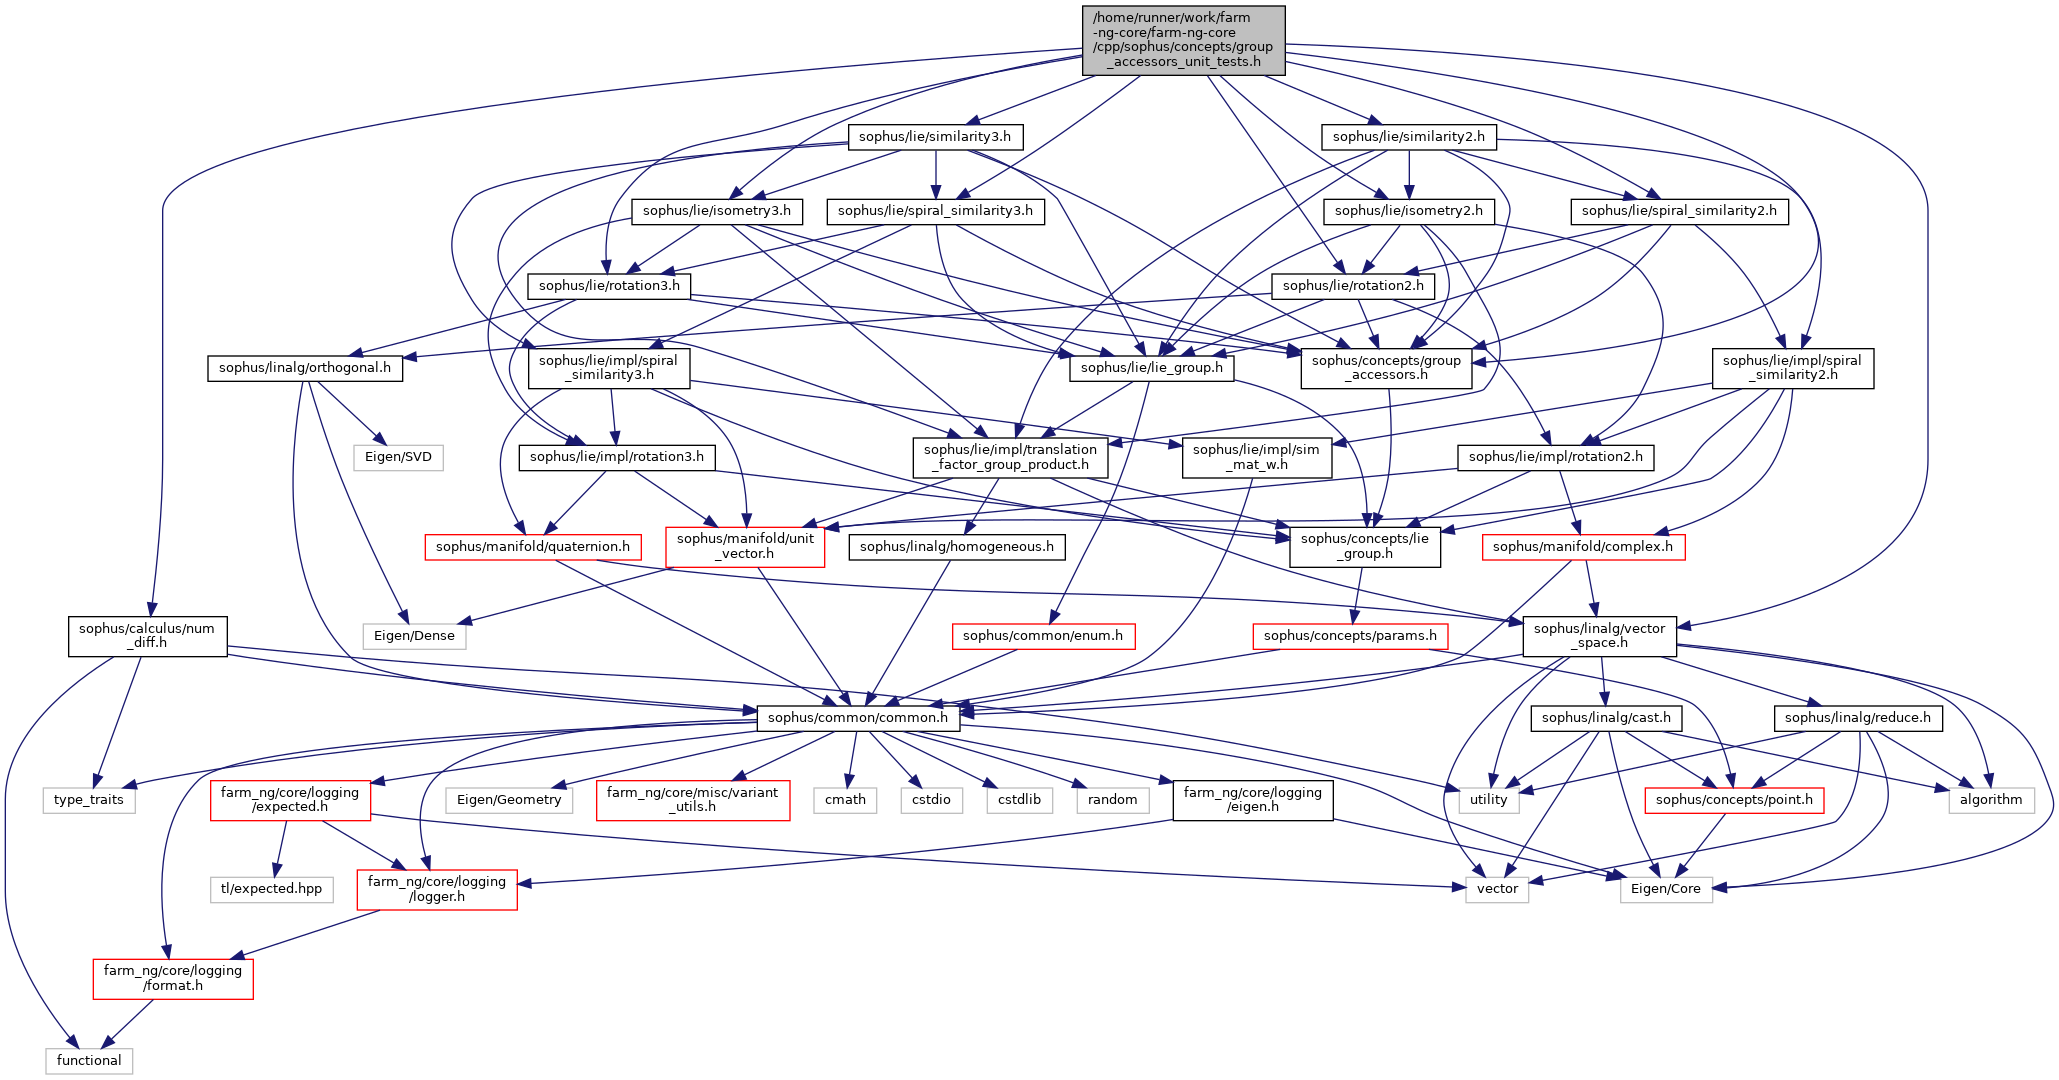 /home/runner/work/farm
-ng-core/farm-ng-core
/cpp/sophus/concepts/group
_accessors_unit_tests.h
sophus/lie/similarity3.h
sophus/lie/similarity2.h
sophus/lie/isometry3.h
sophus/lie/spiral_similarity3.h
sophus/lie/isometry2.h
sophus/lie/spiral_similarity2.h
sophus/lie/rotation3.h
sophus/lie/rotation2.h
sophus/linalg/orthogonal.h
sophus/lie/impl/spiral
_similarity3.h
sophus/lie/lie_group.h
sophus/concepts/group
_accessors.h
sophus/lie/impl/spiral
_similarity2.h
Eigen/SVD
sophus/lie/impl/rotation3.h
sophus/lie/impl/translation
_factor_group_product.h
sophus/lie/impl/sim
_mat_w.h
sophus/lie/impl/rotation2.h
sophus/manifold/quaternion.h
sophus/manifold/unit
_vector.h
sophus/linalg/homogeneous.h
sophus/concepts/lie
_group.h
sophus/manifold/complex.h
sophus/calculus/num
_diff.h
Eigen/Dense
sophus/common/enum.h
sophus/concepts/params.h
sophus/linalg/vector
_space.h
sophus/common/common.h
sophus/linalg/cast.h
sophus/linalg/reduce.h
type_traits
farm_ng/core/logging
/expected.h
Eigen/Geometry
farm_ng/core/misc/variant
_utils.h
cmath
cstdio
cstdlib
random
farm_ng/core/logging
/eigen.h
utility
sophus/concepts/point.h
algorithm
tl/expected.hpp
farm_ng/core/logging
/logger.h
vector
Eigen/Core
farm_ng/core/logging
/format.h
functional